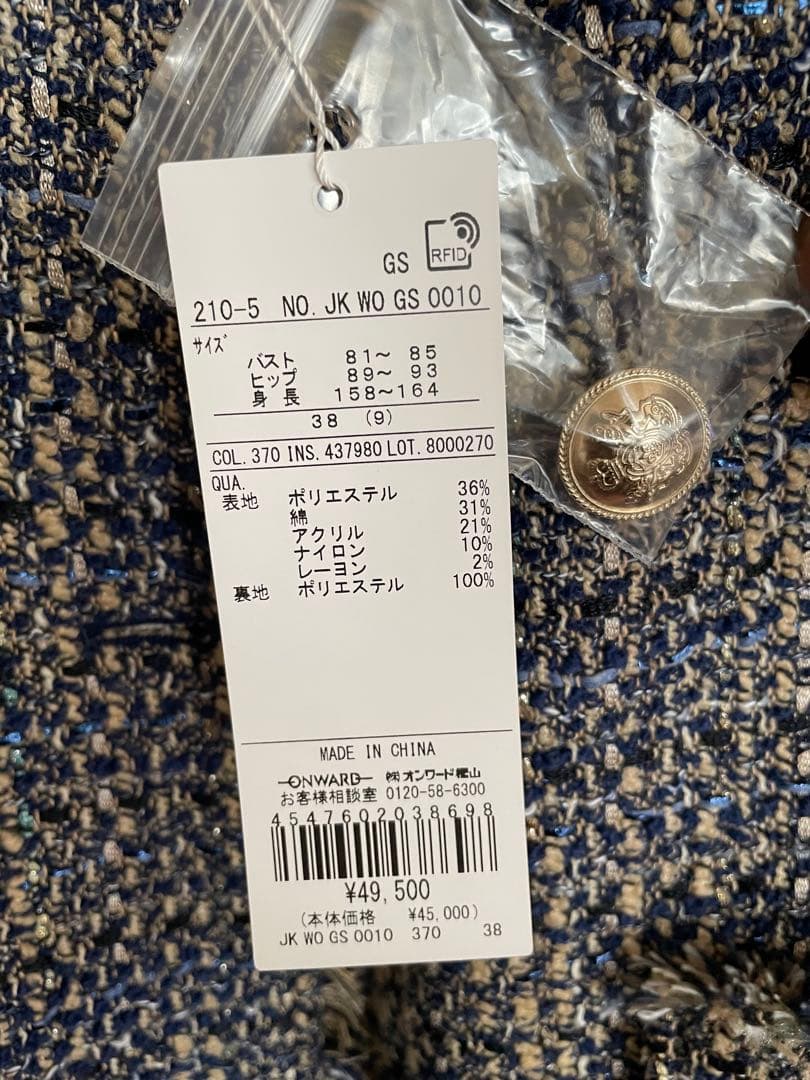 GS RFID
210-5 NO. JK WO GS 0010
サイズ
バスト 81～ 85
ヒップ 89～ 93
身長 158～164
38 (9)
COL. 370 INS. 437980 LOT. 8000270
QUA.
表地 ポリエステル 36%
綿 31%
アクリル 21%
ナイロン 10%
レーヨン 2%
裏地 ポリエステル 100%
MADE IN CHINA
ONWARD ㈱オンワード樫山
お客様相談室 0120-58-6300
4547602038698
¥49,500
(本体価格 ¥45,000)
JK WO GS 0010 370 38